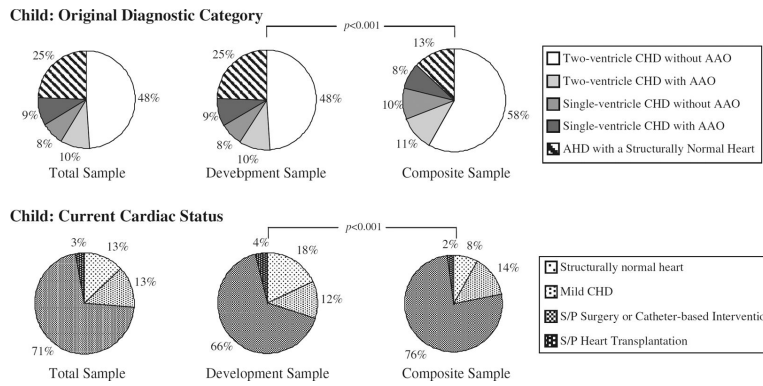 Child: Original Diagnostic Category
p<0.001
25%
48%
9%
8%
10%
Total Sample
25%
48%
9%
8%
10%
Development Sample
13%
8%
10%
11%
58%
Composite Sample
Two-ventricle CHD without AAO
Two-ventricle CHD with AAO
Single-ventricle CHD without AAO
Single-ventricle CHD with AAO
AHD with a Structurally Normal Heart
Child: Current Cardiac Status
p<0.001
3%
13%
13%
71%
Total Sample
4%
18%
12%
66%
Development Sample
2%
8%
14%
76%
Composite Sample
Structurally normal heart
Mild CHD
S/P Surgery or Catheter-based Interventio
S/P Heart Transplantation